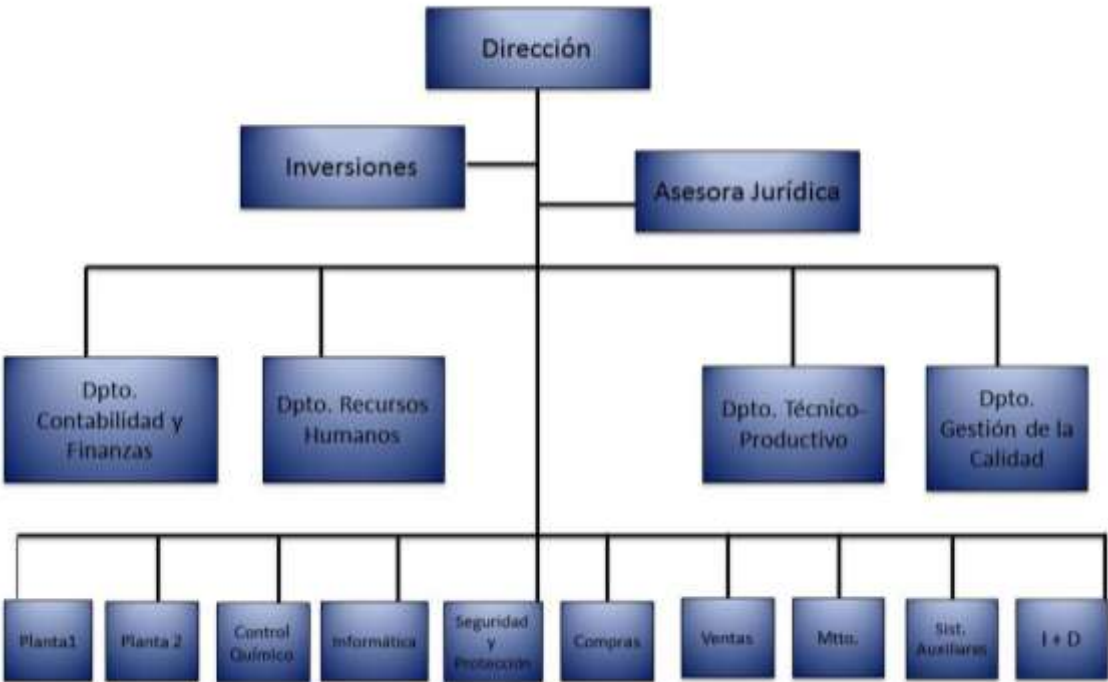 Dirección
Inversiones
Asesora Jurídica
Dpto.
Contabilidad y
Finanzas
Dpto. Recursos
Humanos
Dpto. Técnico-
Productivo
Dpto.
Gestión de la
Calidad
Planta1
Planta 2
Control
Químico
Informática
Seguridad
y
Protección
Compras
Ventas
Mtto.
Sist.
Auxiliares
I + D